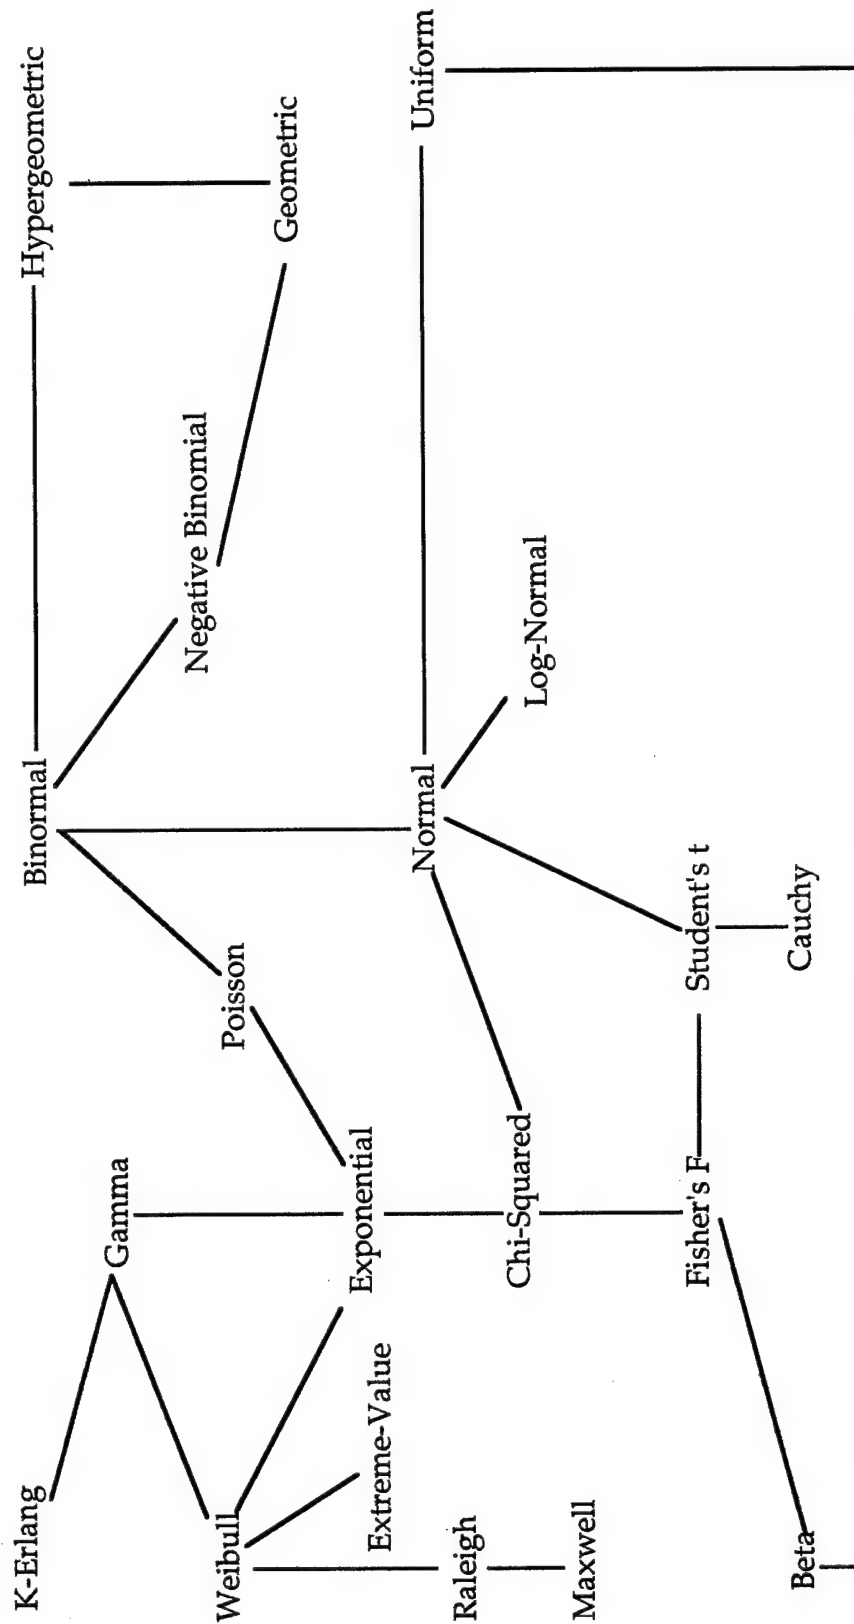 K-Erlang
Gamma
Binormal
Hypergeometric
Weibull
Poisson
Negative Binomial
Geometric
Extreme-Value
Exponential
Normal
Uniform
Raleigh
Chi-Squared
Log-Normal
Maxwell
Fisher's F
Student's t
Beta
Cauchy